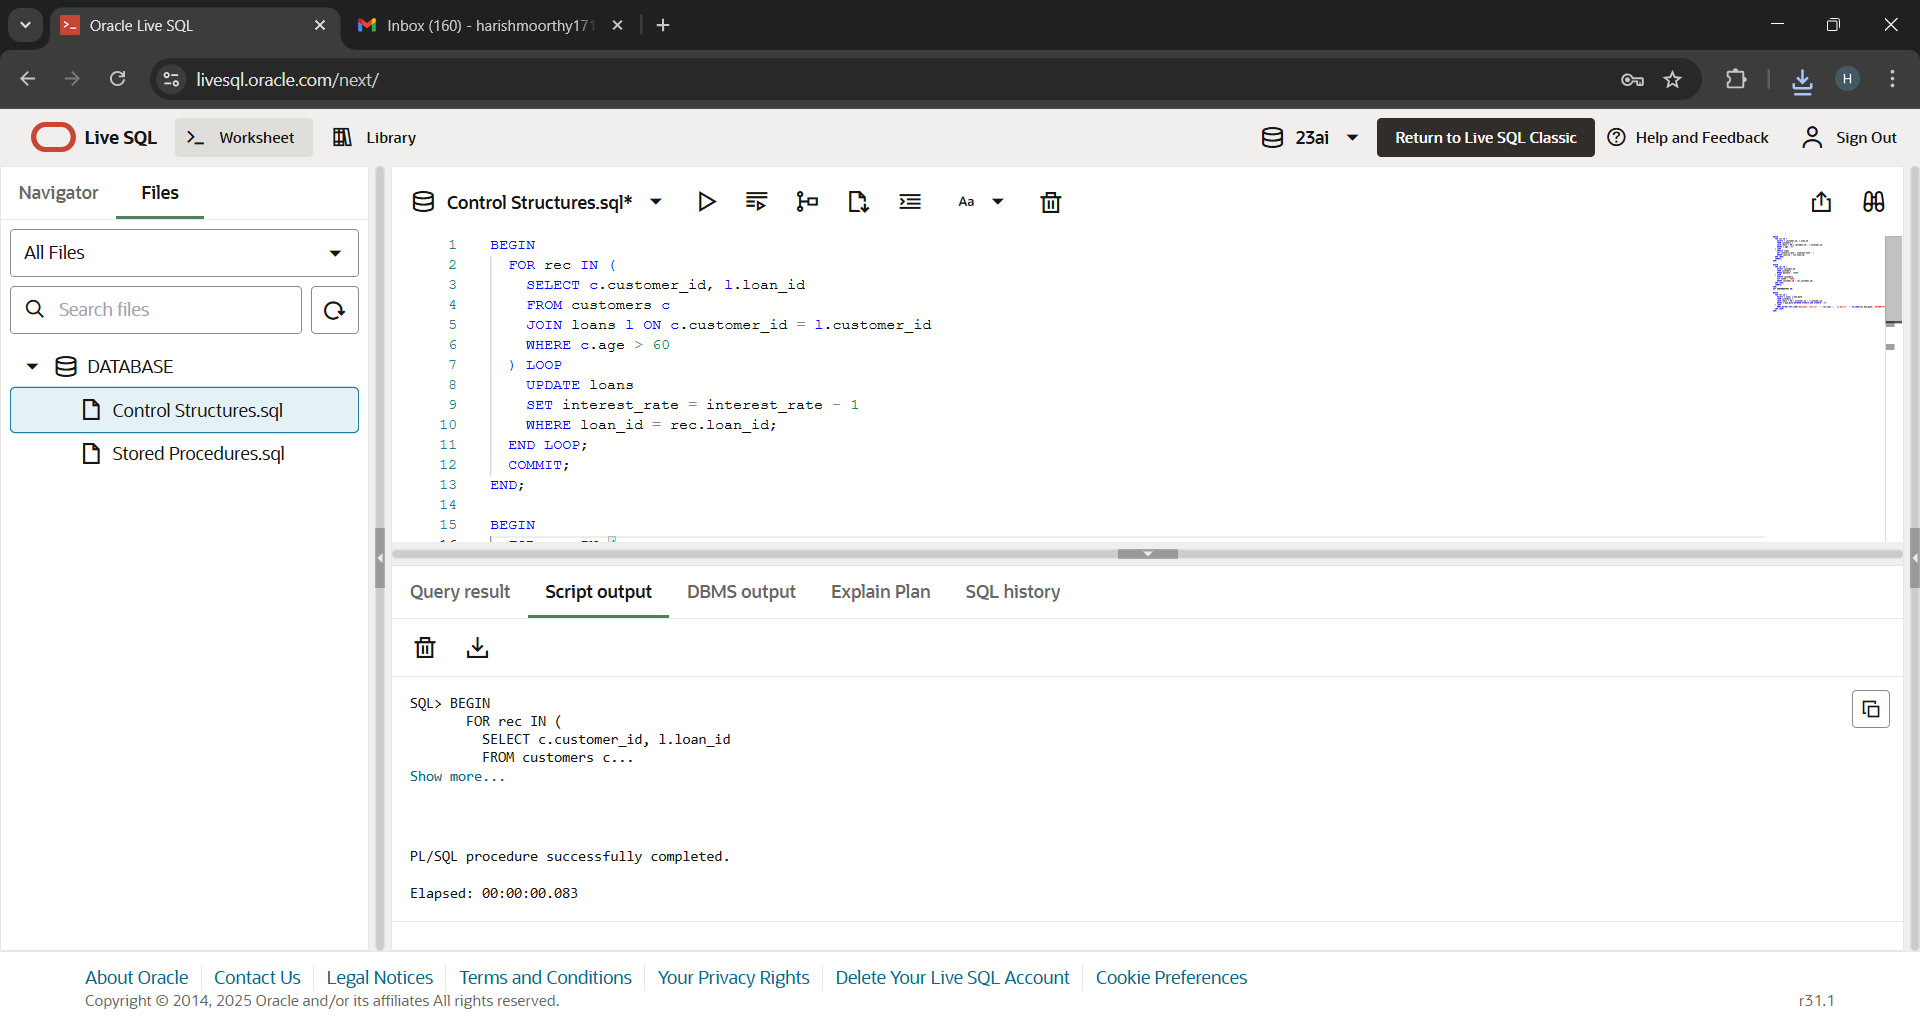 Oracle Live SQL
Inbox (160) - harishmoorthy171
livesql.oracle.com/next/
H
Live SQL
Worksheet
Library
23ai
Return to Live SQL Classic
Help and Feedback
Sign Out
Navigator
Files
All Files
Search files
DATABASE
Control Structures.sql
Stored Procedures.sql
Control Structures.sql*
Aa
1 BEGIN
2 FOR rec IN (
3 SELECT c.customer_id, l.loan_id
4 FROM customers c
5 JOIN loans l ON c.customer_id = l.customer_id
6 WHERE c.age > 60
7 ) LOOP
8 UPDATE loans
9 SET interest_rate = interest_rate - 1
10 WHERE loan_id = rec.loan_id;
11 END LOOP;
12 COMMIT;
13 END;
14
15 BEGIN
Query result
Script output
DBMS output
Explain Plan
SQL history
SQL> BEGIN
FOR rec IN (
SELECT c.customer_id, l.loan_id
FROM customers c...
Show more...
PL/SQL procedure successfully completed.
Elapsed: 00:00:00.083
About Oracle
Contact Us
Legal Notices
Terms and Conditions
Your Privacy Rights
Delete Your Live SQL Account
Cookie Preferences
Copyright © 2014, 2025 Oracle and/or its affiliates All rights reserved.
r31.1